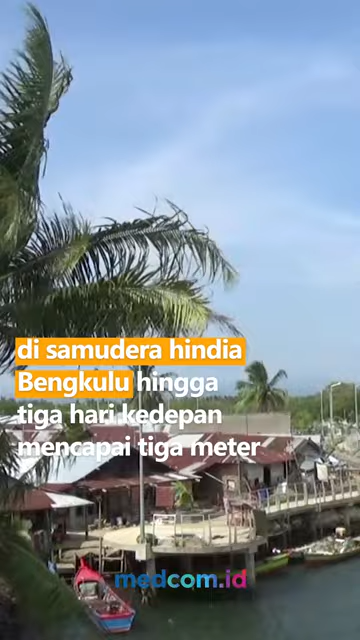 di samudera hindia
Bengkulu hingga
tiga hari kedepan
mencapai tiga meter
medcom.id